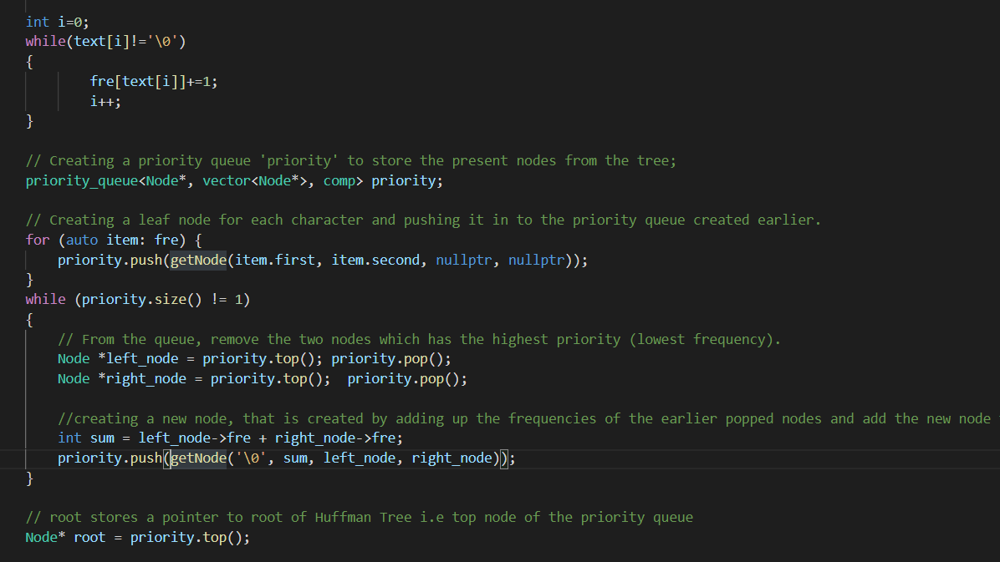 int i=0;
while(text[i]!='\0')
{
fre[text[i]]+=1;
i++;
}
// Creating a priority queue 'priority' to store the present nodes from the tree;
priority_queue<Node*, vector<Node*>, comp> priority;
// Creating a leaf node for each character and pushing it in to the priority queue created earlier.
for (auto item: fre) {
priority.push(getNode(item.first, item.second, nullptr, nullptr));
}
while (priority.size() != 1)
{
// From the queue, remove the two nodes which has the highest priority (lowest frequency).
Node *left_node = priority.top(); priority.pop();
Node *right_node = priority.top();  priority.pop();
//creating a new node, that is created by adding up the frequencies of the earlier popped nodes and add the new node
int sum = left_node->fre + right_node->fre;
priority.push(getNode('\0', sum, left_node, right_node));
}
// root stores a pointer to root of Huffman Tree i.e top node of the priority queue
Node* root = priority.top();